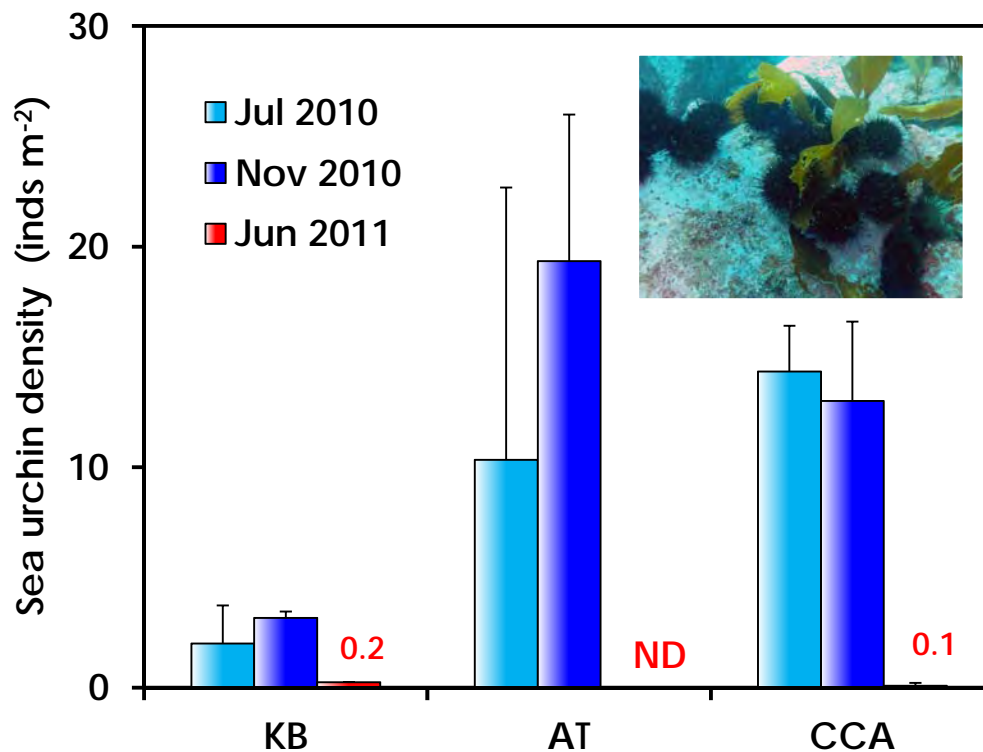 Sea urchin density (inds m⁻²)
30
20
10
0
Jul 2010
Nov 2010
Jun 2011
0.2
ND
0.1
KB
AT
CCA